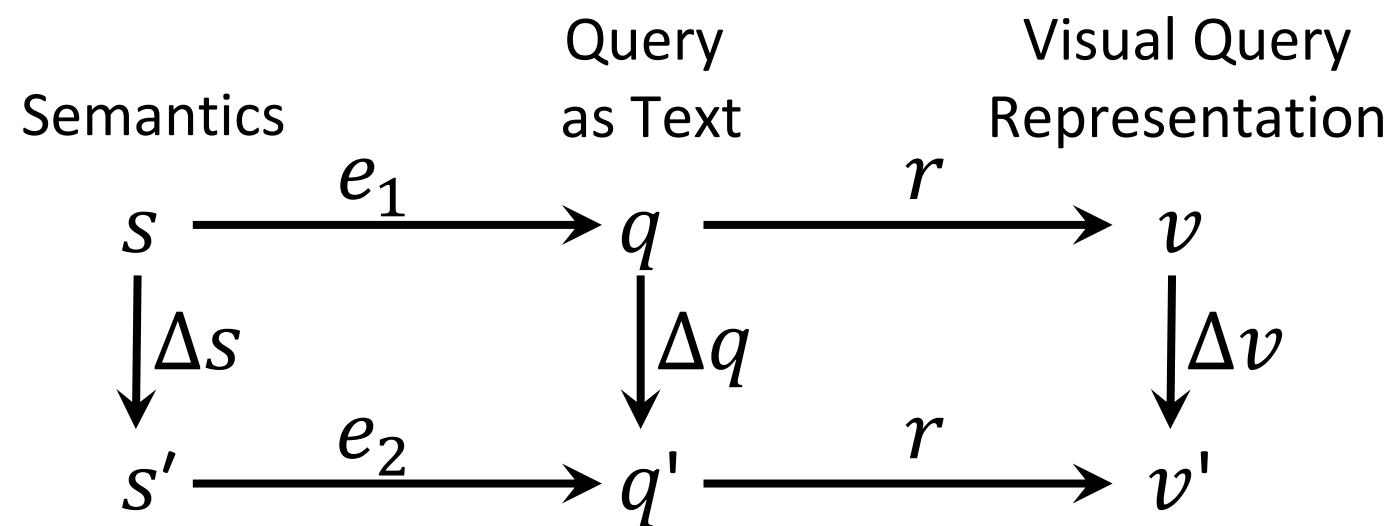 Semantics
Query
as Text
Visual Query
Representation
e₁
r
s
q
v
Δs
Δq
Δv
e₂
r
s′
q'
v'